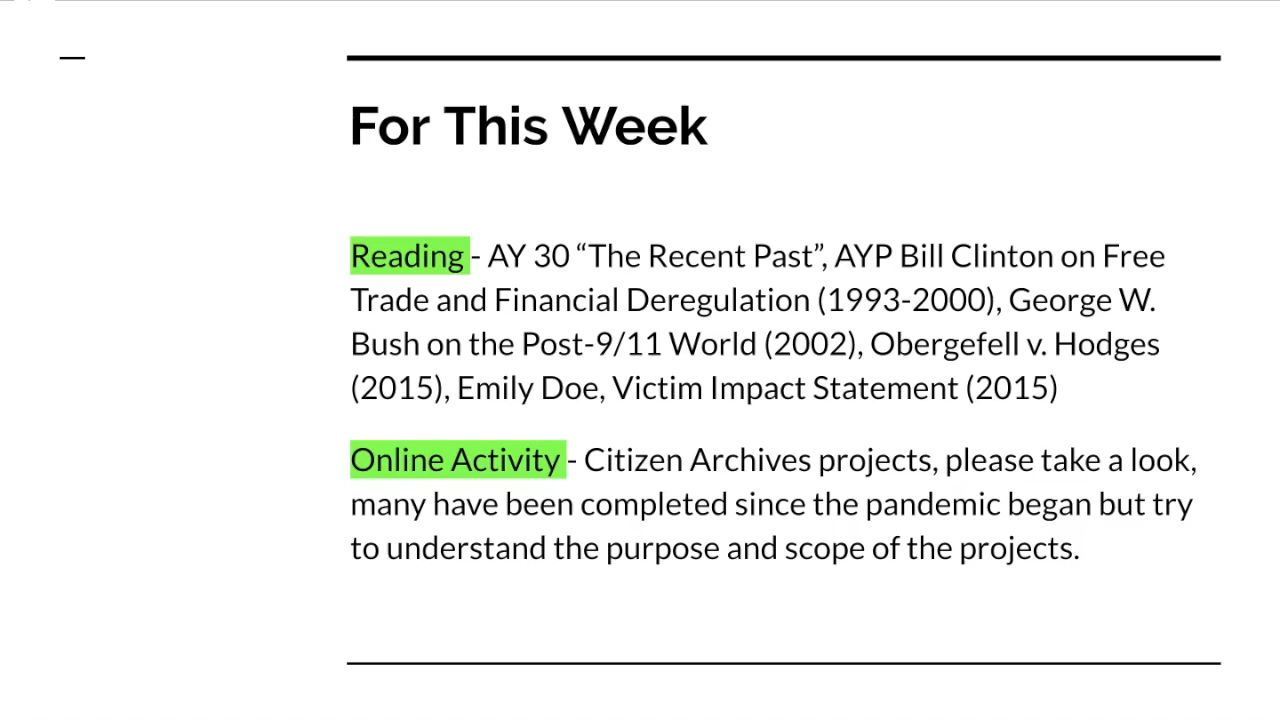 For This Week
Reading - AY 30 “The Recent Past”, AYP Bill Clinton on Free
Trade and Financial Deregulation (1993-2000), George W.
Bush on the Post-9/11 World (2002), Obergefell v. Hodges
(2015), Emily Doe, Victim Impact Statement (2015)
Online Activity - Citizen Archives projects, please take a look,
many have been completed since the pandemic began but try
to understand the purpose and scope of the projects.